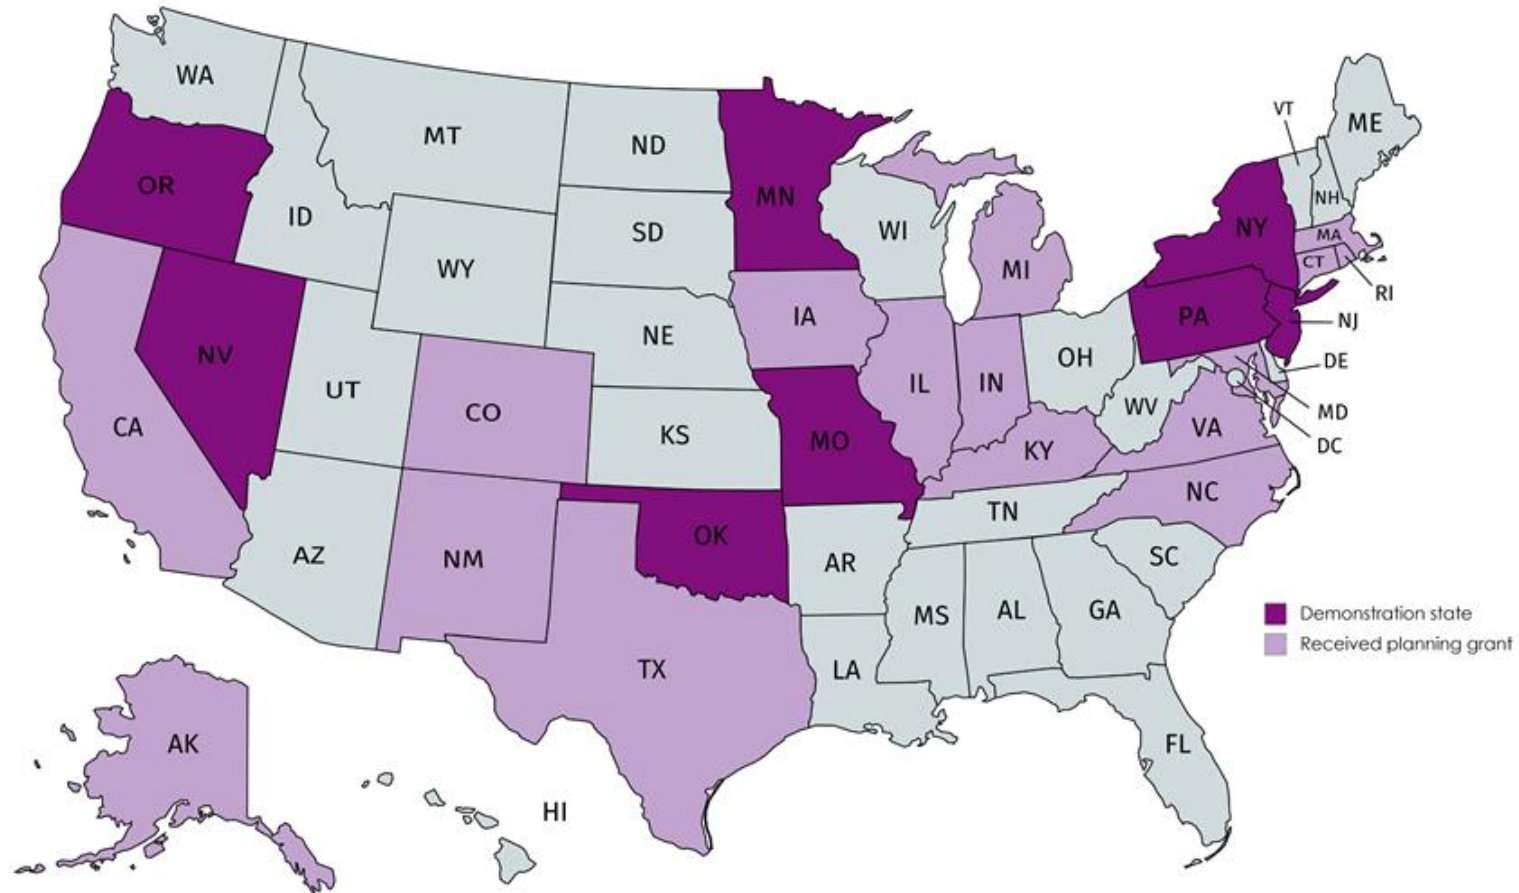 WA
MT
ND
MN
VT
ME
OR
ID
SD
WI
NH
NY
MA
WY
MI
CT
RI
NE
IA
PA
NJ
NV
UT
CO
IL
IN
OH
DE
CA
KS
MO
KY
WV
VA
MD
DC
NC
AZ
NM
OK
AR
TN
SC
MS
AL
GA
Demonstration state
Received planning grant
TX
LA
AK
FL
HI